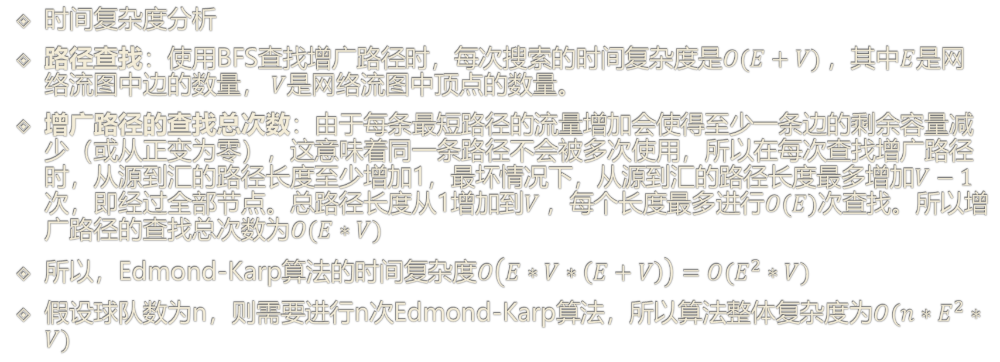 时间复杂度分析
路径查找：使用BFS查找增广路径时，每次搜索的时间复杂度是O(E + V)，其中E是网
络流图中边的数量，V是网络流图中顶点的数量。
增广路径的查找总次数：由于每条最短路径的流量增加会使得至少一条边的剩余容量减
少（或从正变为零），这意味着同一条路径不会被多次使用，所以在每次查找增广路径
时，从源到汇的路径长度至少增加1，最坏情况下，从源到汇的路径长度最多增加V − 1
次，即经过全部节点。总路径长度从1增加到V，每个长度最多进行O(E)次查找。所以增
广路径的查找总次数为O(E * V)
所以，Edmond-Karp算法的时间复杂度O(E * V * (E + V)) = O(E² * V)
假设球队数为n，则需要进行n次Edmond-Karp算法，所以算法整体复杂度为O(n * E² *
V)